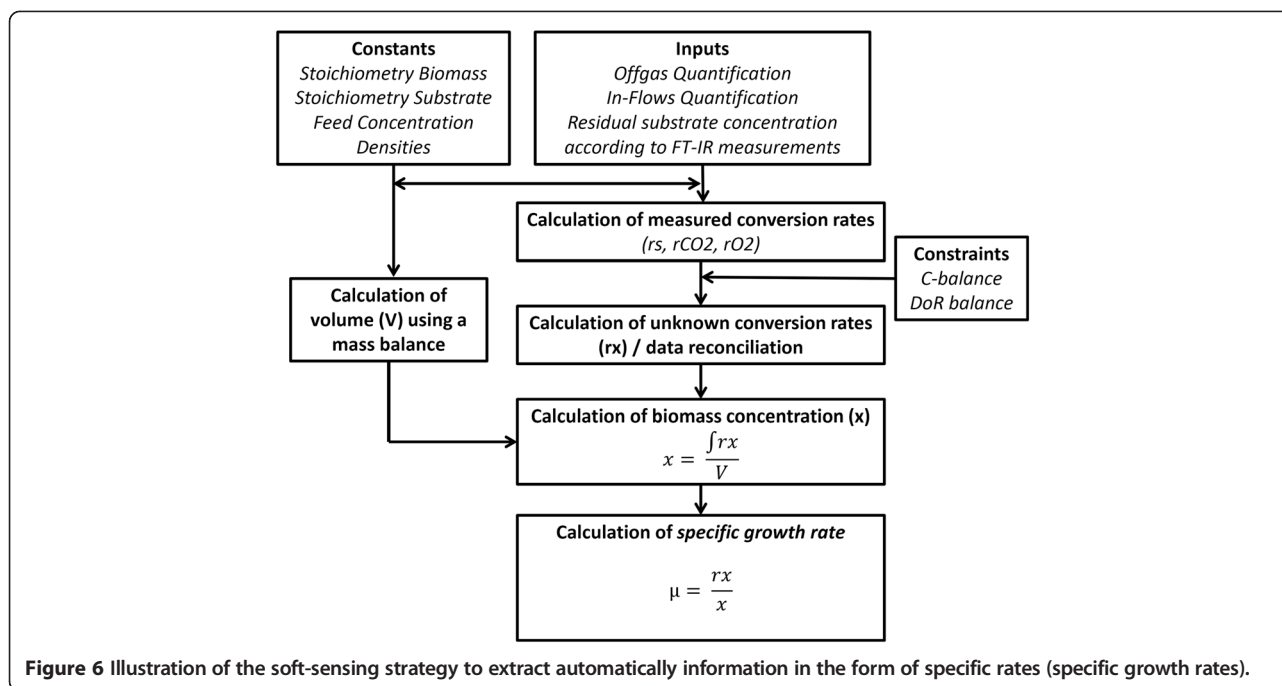 Constants
Stoichiometry Biomass
Stoichiometry Substrate
Feed Concentration
Densities
Inputs
Offgas Quantification
In-Flows Quantification
Residual substrate concentration
according to FT-IR measurements
Calculation of measured conversion rates
(rs, rCO2, rO2)
Constraints
C-balance
DoR balance
Calculation of
volume (V) using a
mass balance
Calculation of unknown conversion rates
(rx) / data reconciliation
Calculation of biomass concentration (x)
x = ∫rx / V
Calculation of specific growth rate
µ = rx / x
Figure 6 Illustration of the soft-sensing strategy to extract automatically information in the form of specific rates (specific growth rates).